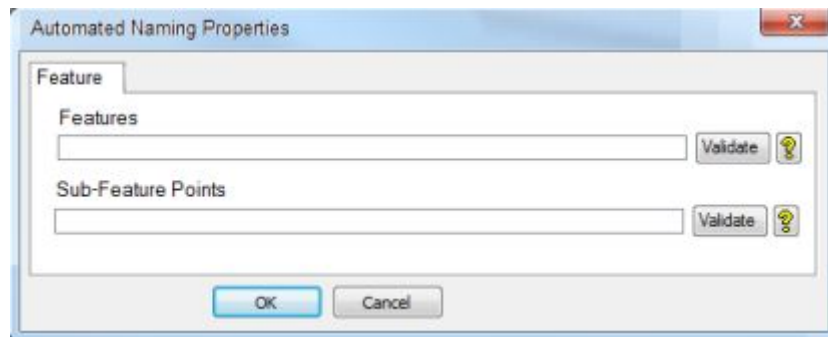 Automated Naming Properties
Feature
Features
Validate
Sub-Feature Points
Validate
OK Cancel